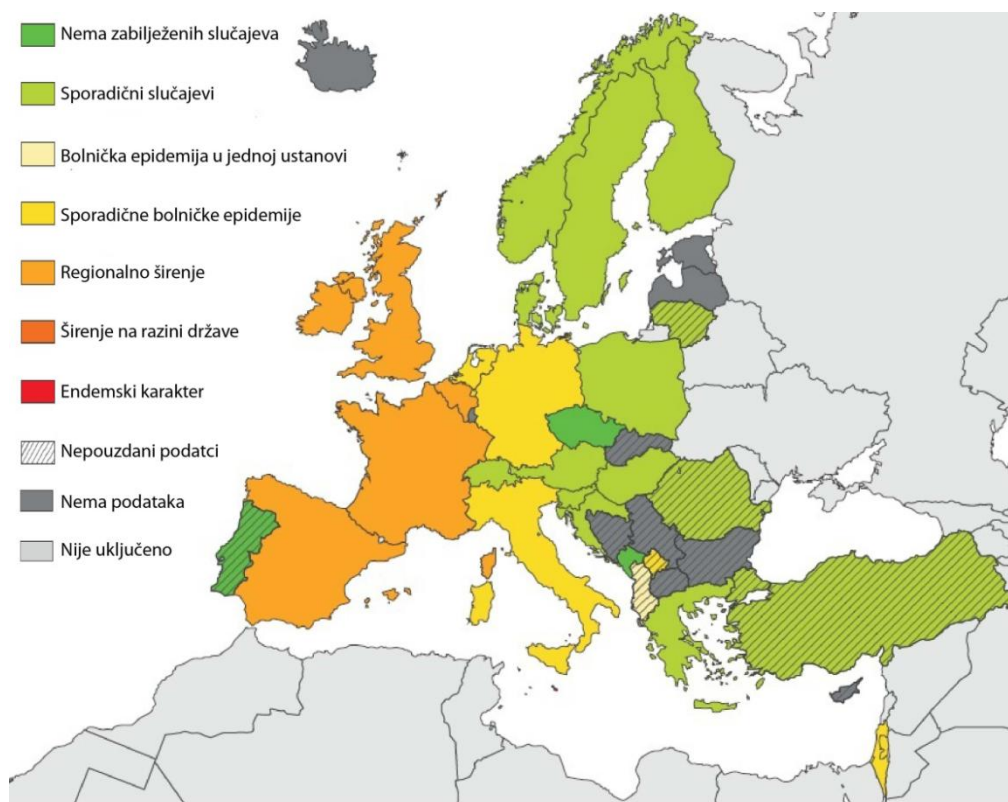 Nema zabilježenih slučajeva
Sporadični slučajevi
Bolnička epidemija u jednoj ustanovi
Sporadične bolničke epidemije
Regionalno širenje
Širenje na razini države
Endemski karakter
Nepouzdani podatci
Nema podataka
Nije uključeno